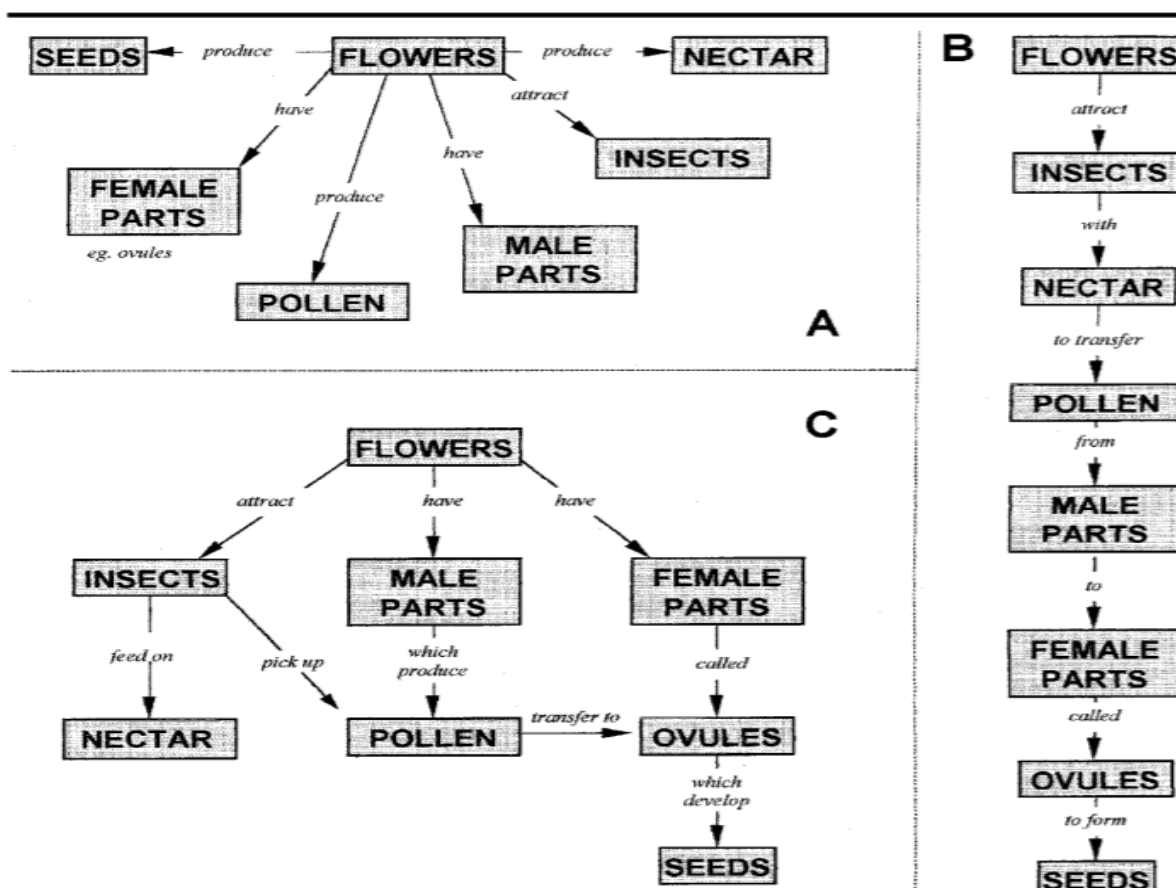 SEEDS
produce
FLOWERS
produce
NECTAR
have
attract
have
INSECTS
FEMALE
PARTS
produce
eg. ovules
MALE
PARTS
POLLEN
A
B
FLOWERS
attract
INSECTS
with
NECTAR
to transfer
POLLEN
from
MALE
PARTS
to
FEMALE
PARTS
called
OVULES
to form
SEEDS
C
FLOWERS
attract
have
have
INSECTS
MALE
PARTS
FEMALE
PARTS
feed on
pick up
which
produce
called
NECTAR
POLLEN
transfer to
OVULES
which
develop
SEEDS